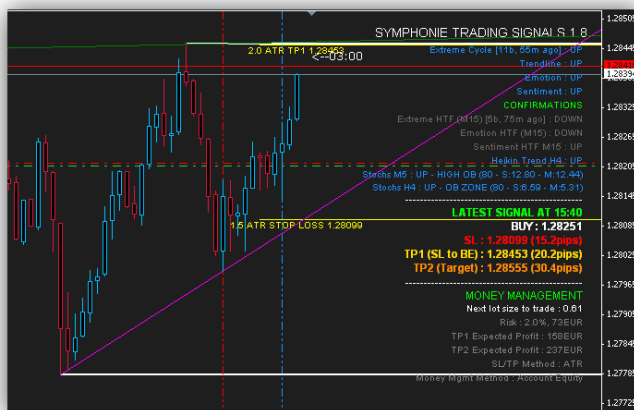 SYMPHONIE TRADING SIGNALS 1.8
2.0 ATR TP1 1.28453
Extreme Cycle [11b, 55m ago] : UP
<--03:00
Trendline : UP
Emotion : UP
Sentiment : UP
CONFIRMATIONS
Extreme HTF (M15) [5b, 75m ago] : DOWN
Emotion HTF (M15) : DOWN
Sentiment HTF M15 : UP
Heikin Trend H4 : UP
Stochs M5 : UP - HIGH OB (80 - S:12.80 - M:12.44)
Stochs H4 : UP - OB ZONE (80 - S:6.59 - M:5.31)
LATEST SIGNAL AT 15:40
1.5 ATR STOP LOSS 1.28099
BUY : 1.28251
SL : 1.28099 (15.2pips)
TP1 (SL to BE) : 1.28453 (20.2pips)
TP2 (Target) : 1.28555 (30.4pips)
MONEY MANAGEMENT
Next lot size to trade : 0.61
Risk : 2.0%, 73EUR
TP1 Expected Profit : 158EUR
TP2 Expected Profit : 237EUR
SL/TP Method : ATR
Money Mgmt Method : Account Equity
1.28505
1.28445
1.28394
1.28325
1.28265
1.28205
1.28145
1.28085
1.28025
1.27965
1.27905
1.27845
1.27785
1.27725